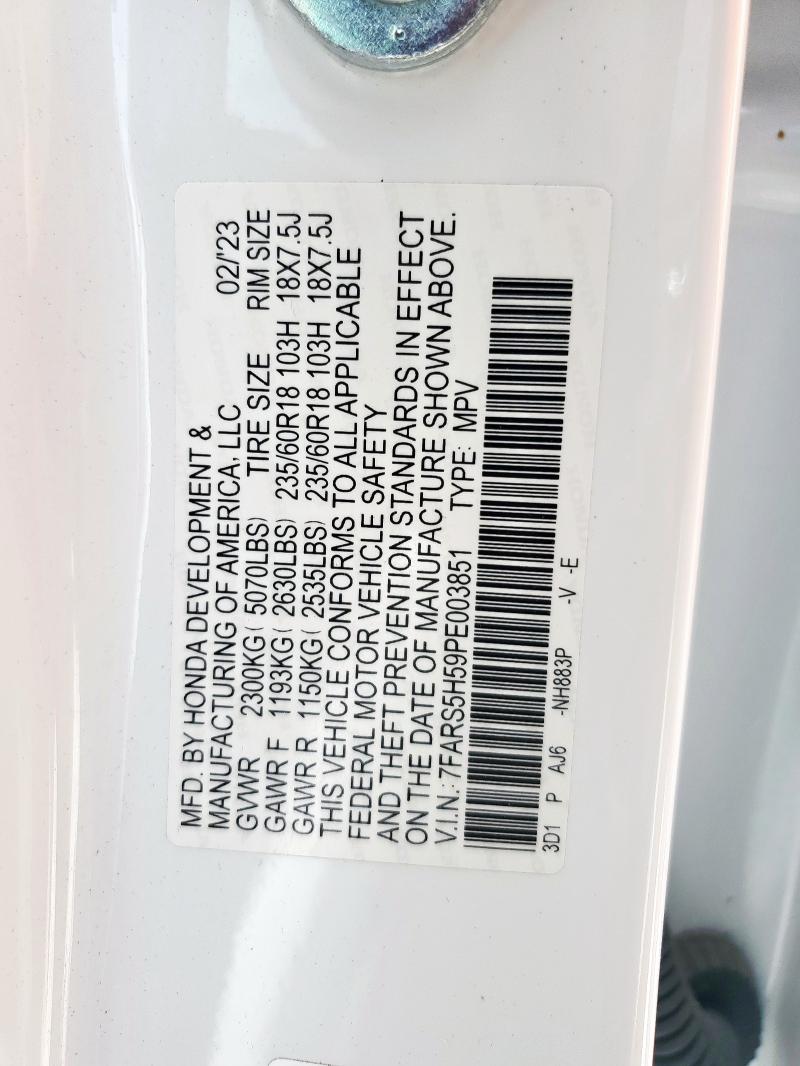 MFD. BY HONDA DEVELOPMENT &
MANUFACTURING OF AMERICA, LLC 02/'23
GVWR 2300KG( 5070LBS) TIRE SIZE RIM SIZE
GAWR F 1193KG( 2630LBS) 235/60R18 103H 18X7.5J
GAWR R 1150KG( 2535LBS) 235/60R18 103H 18X7.5J
THIS VEHICLE CONFORMS TO ALL APPLICABLE
FEDERAL MOTOR VEHICLE SAFETY
AND THEFT PREVENTION STANDARDS IN EFFECT
ON THE DATE OF MANUFACTURE SHOWN ABOVE.
V.I.N.: 7FARS5H59PE003851 TYPE: MPV
3D1 P AJ6 -NH883P -V -E